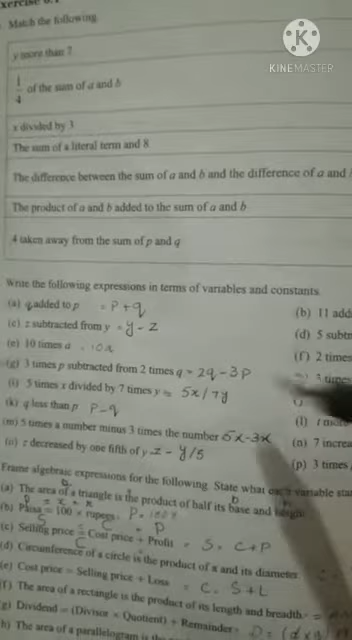 Exercise 6.1
Match the following.
KINEMASTER
y more than 7
1/4 of the sum of a and b
x divided by 3
The sum of a literal term and 8
The difference between the sum of a and b and the difference of a and
The product of a and b added to the sum of a and b
4 taken away from the sum of p and q
Write the following expressions in terms of variables and constants.
(a) q added to p = p + q
(b) 11 add
(c) z subtracted from y = y - z
(d) 5 subt
(e) 10 times a = 10a
(f) 2 times
(g) 3 times p subtracted from 2 times q = 2q - 3p
3 times
(i) 5 times x divided by 7 times y = 5x/7y
(k) q less than p p - q
(l) t more
(m) 5 times a number minus 3 times the number 5x - 3x
(n) 7 increa
(o) z decreased by one fifth of y z - y/5
(p) 3 times
Frame algebraic expressions for the following. State what each variable stan
(a) The area of a triangle is the product of half its base and height.
(b) Paisa = 100 × rupees.
(c) Selling price = Cost price + Profit = S = C+P
(d) Circumference of a circle is the product of π and its diameter.
(e) Cost price = Selling price + Loss = C = S+L
(f) The area of a rectangle is the product of its length and breadth
(g) Dividend = (Divisor × Quotient) + Remainder
(h) The area of a parallelogram is the